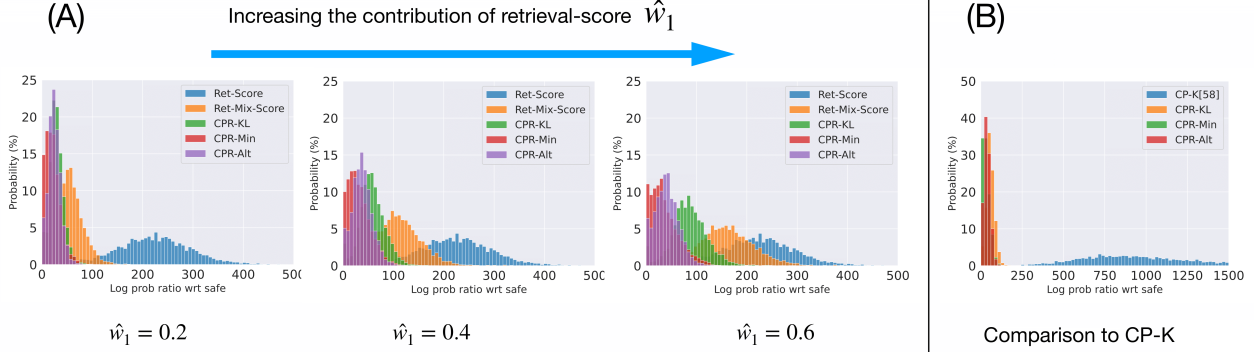 (A)
Increasing the contribution of retrieval-score ŵ₁
25
20
15
10
5
0
Probability (%)
Ret-Score
Ret-Mix-Score
CPR-KL
CPR-Min
CPR-Alt
0 100 200 300 400 50
Log prob ratio wrt safe
ŵ₁ = 0.2
25
20
15
10
5
0
Probability (%)
Ret-Score
Ret-Mix-Score
CPR-KL
CPR-Min
CPR-Alt
0 100 200 300 400 500
Log prob ratio wrt safe
ŵ₁ = 0.4
25
20
15
10
5
0
Probability (%)
Ret-Score
Ret-Mix-Score
CPR-KL
CPR-Min
CPR-Alt
0 100 200 300 400 500
Log prob ratio wrt safe
ŵ₁ = 0.6
(B)
50
40
30
20
10
0
Probability (%)
CP-K[58]
CPR-KL
CPR-Min
CPR-Alt
0 250 500 750 1000 1250 1500
Log prob ratio wrt safe
Comparison to CP-K